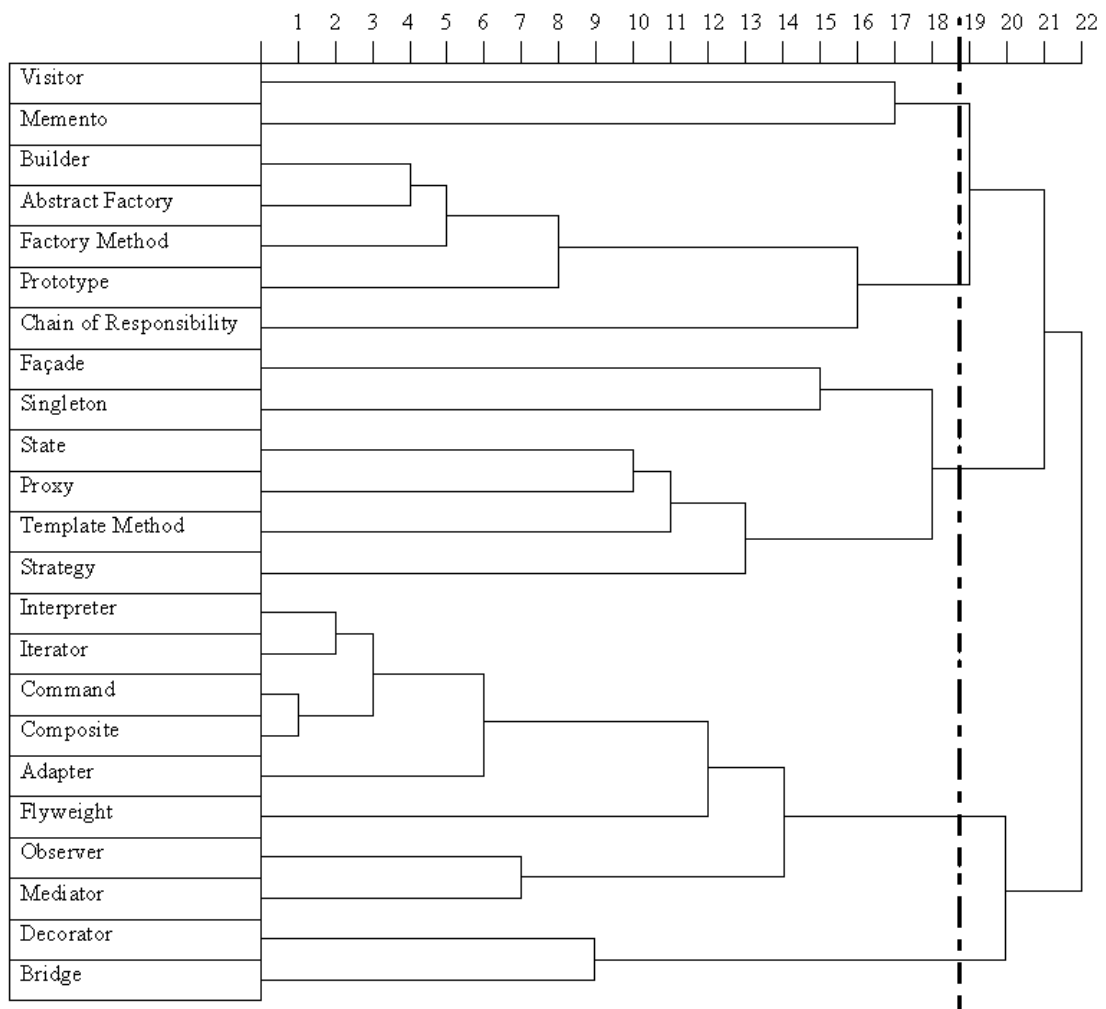 1 2 3 4 5 6 7 8 9 10 11 12 13 14 15 16 17 18 19 20 21 22
Visitor
Memento
Builder
Abstract Factory
Factory Method
Prototype
Chain of Responsibility
Façade
Singleton
State
Proxy
Template Method
Strategy
Interpreter
Iterator
Command
Composite
Adapter
Flyweight
Observer
Mediator
Decorator
Bridge